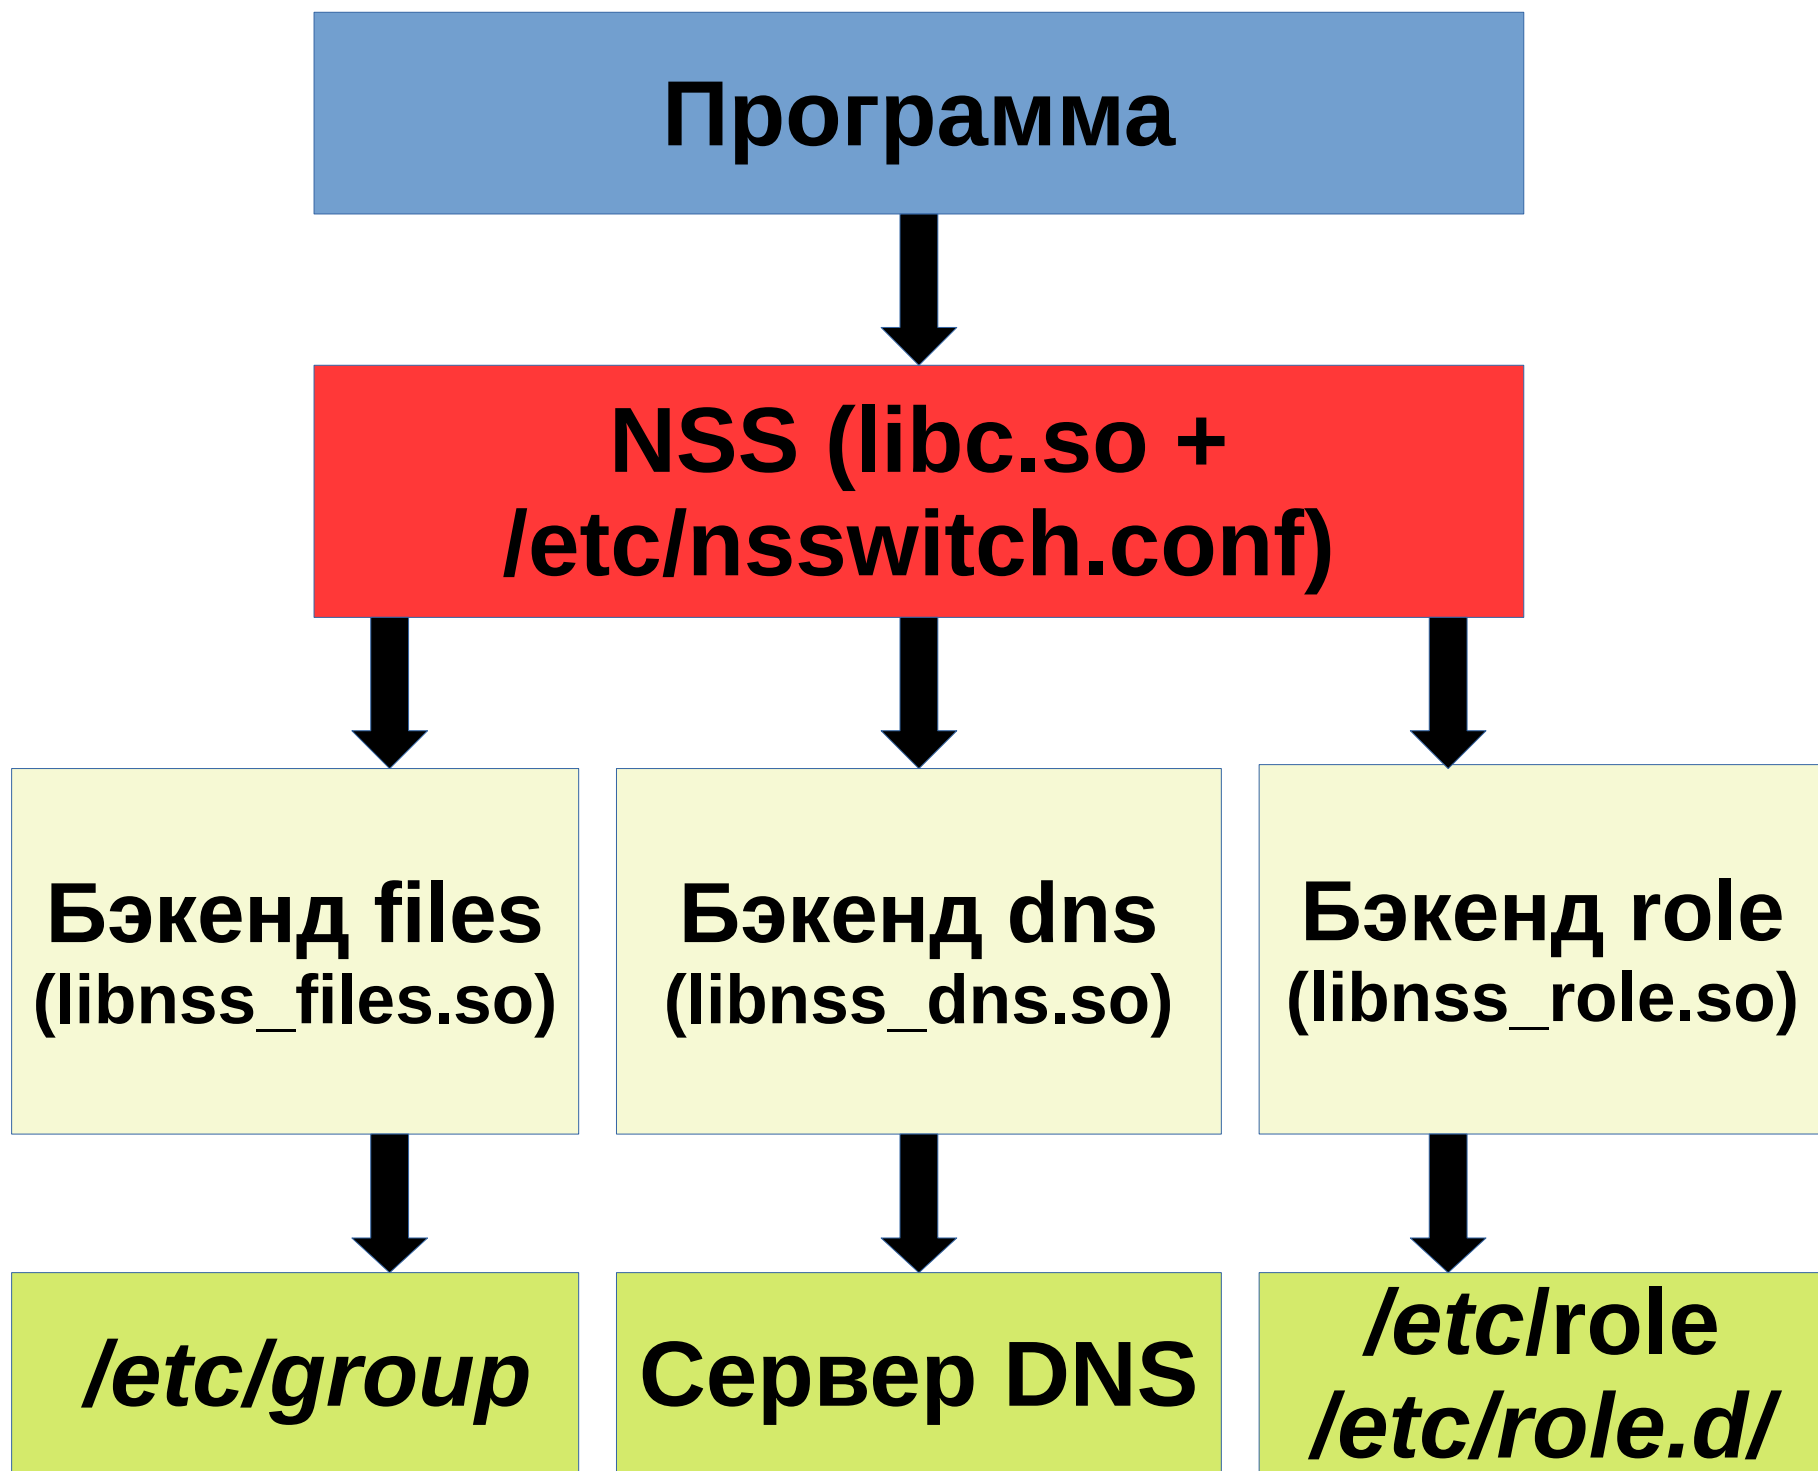 Программа
NSS (libc.so +
/etc/nsswitch.conf)
Бэкенд files
(libnss_files.so)
Бэкенд dns
(libnss_dns.so)
Бэкенд role
(libnss_role.so)
/etc/group
Сервер DNS
/etc/role
/etc/role.d/